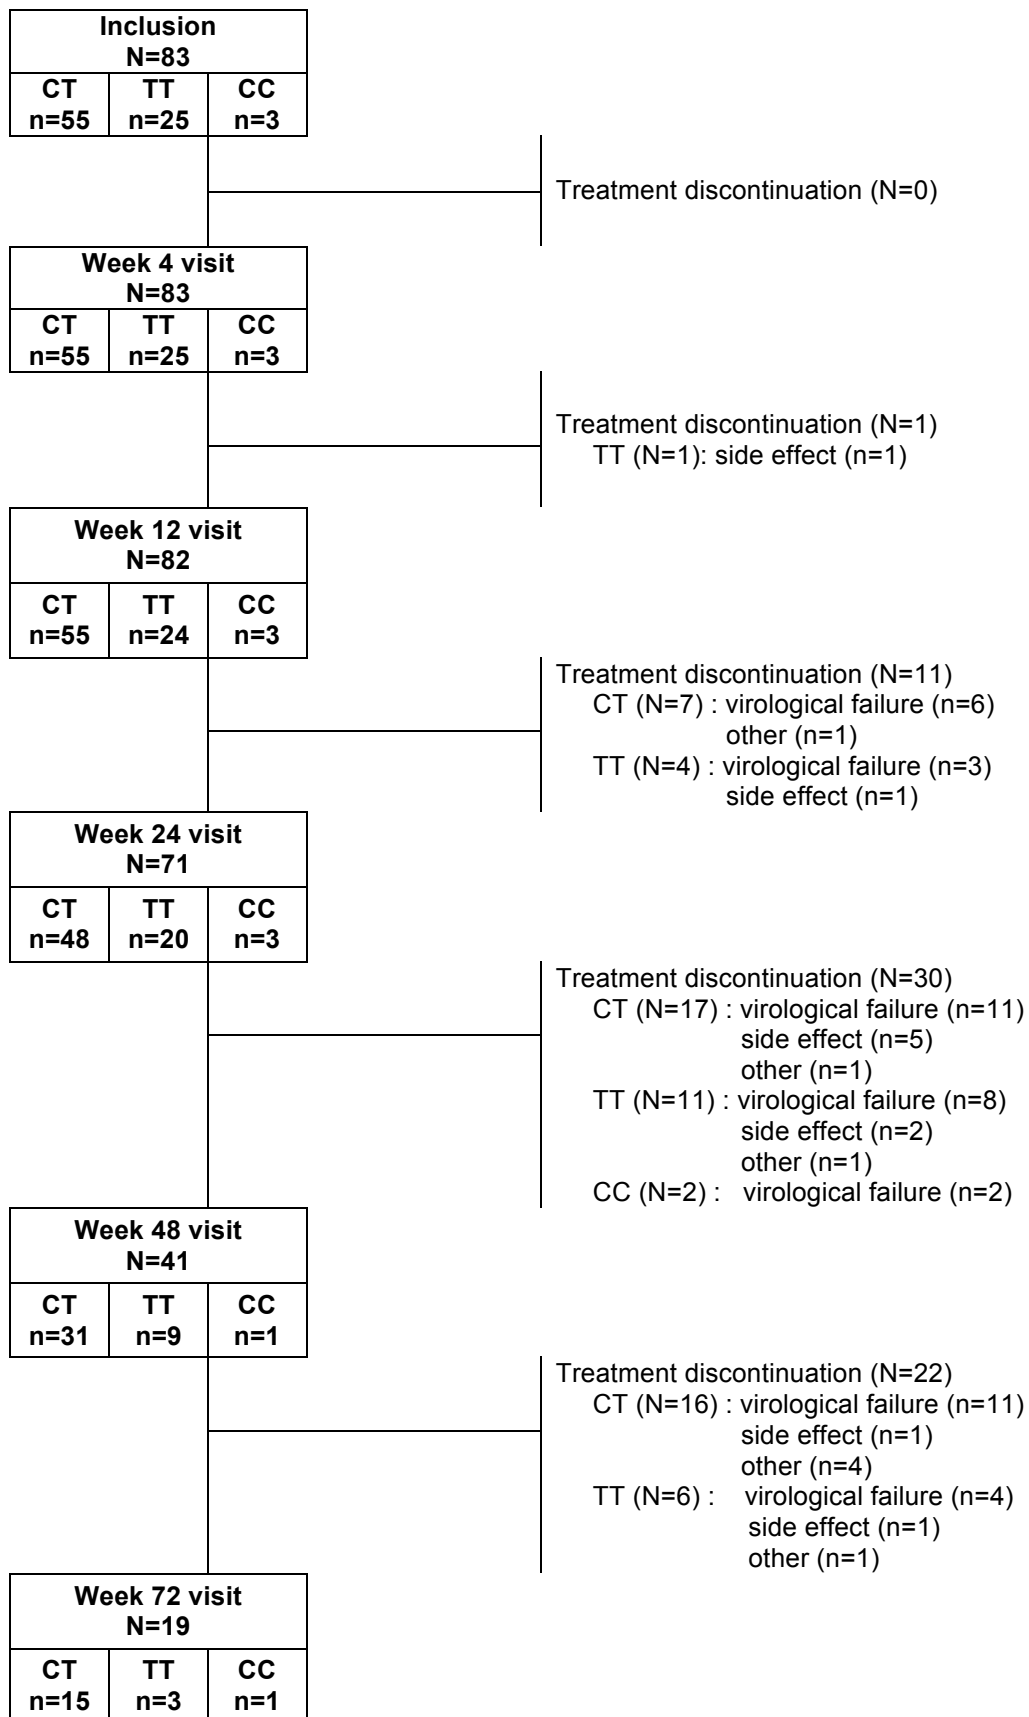 Inclusion
N=83
CT TT CC
n=55 n=25 n=3
Treatment discontinuation (N=0)
Week 4 visit
N=83
CT TT CC
n=55 n=25 n=3
Treatment discontinuation (N=1)
TT (N=1): side effect (n=1)
Week 12 visit
N=82
CT TT CC
n=55 n=24 n=3
Treatment discontinuation (N=11)
CT (N=7) : virological failure (n=6)
other (n=1)
TT (N=4) : virological failure (n=3)
side effect (n=1)
Week 24 visit
N=71
CT TT CC
n=48 n=20 n=3
Treatment discontinuation (N=30)
CT (N=17) : virological failure (n=11)
side effect (n=5)
other (n=1)
TT (N=11) : virological failure (n=8)
side effect (n=2)
other (n=1)
CC (N=2) : virological failure (n=2)
Week 48 visit
N=41
CT TT CC
n=31 n=9 n=1
Treatment discontinuation (N=22)
CT (N=16) : virological failure (n=11)
side effect (n=1)
other (n=4)
TT (N=6) : virological failure (n=4)
side effect (n=1)
other (n=1)
Week 72 visit
N=19
CT TT CC
n=15 n=3 n=1